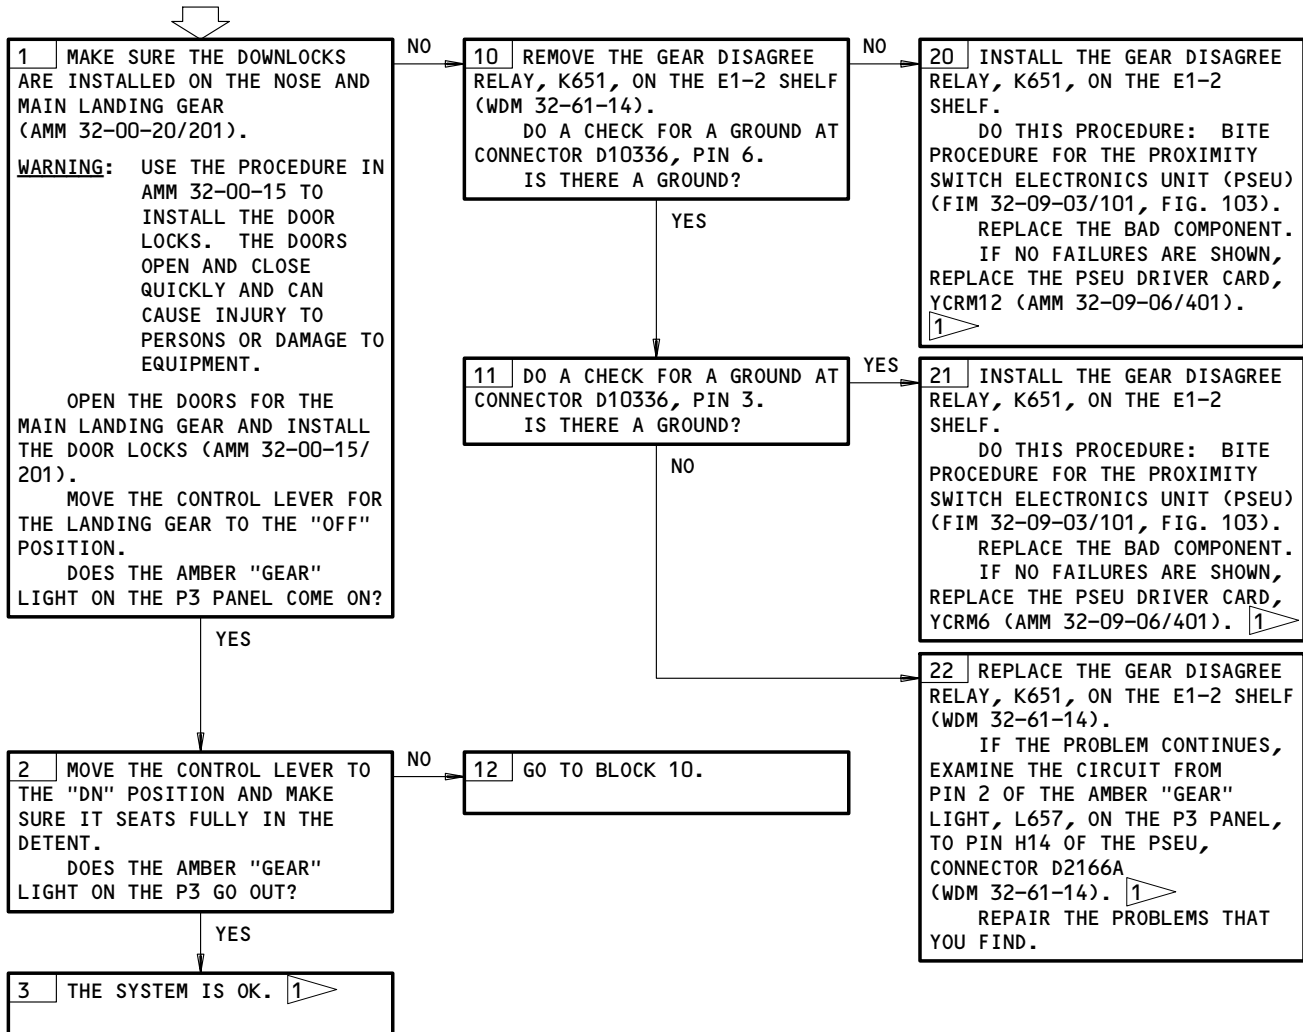 1 MAKE SURE THE DOWNLOCKS
ARE INSTALLED ON THE NOSE AND
MAIN LANDING GEAR
(AMM 32-00-20/201).
WARNING: USE THE PROCEDURE IN
AMM 32-00-15 TO
INSTALL THE DOOR
LOCKS. THE DOORS
OPEN AND CLOSE
QUICKLY AND CAN
CAUSE INJURY TO
PERSONS OR DAMAGE TO
EQUIPMENT.
OPEN THE DOORS FOR THE
MAIN LANDING GEAR AND INSTALL
THE DOOR LOCKS (AMM 32-00-15/
201).
MOVE THE CONTROL LEVER FOR
THE LANDING GEAR TO THE "OFF"
POSITION.
DOES THE AMBER "GEAR"
LIGHT ON THE P3 PANEL COME ON?
NO
YES
2 MOVE THE CONTROL LEVER TO
THE "DN" POSITION AND MAKE
SURE IT SEATS FULLY IN THE
DETENT.
DOES THE AMBER "GEAR"
LIGHT ON THE P3 GO OUT?
NO
YES
3 THE SYSTEM IS OK. 1
10 REMOVE THE GEAR DISAGREE
RELAY, K651, ON THE E1-2 SHELF
(WDM 32-61-14).
DO A CHECK FOR A GROUND AT
CONNECTOR D10336, PIN 6.
IS THERE A GROUND?
NO
YES
11 DO A CHECK FOR A GROUND AT
CONNECTOR D10336, PIN 3.
IS THERE A GROUND?
YES
NO
12 GO TO BLOCK 10.
20 INSTALL THE GEAR DISAGREE
RELAY, K651, ON THE E1-2
SHELF.
DO THIS PROCEDURE: BITE
PROCEDURE FOR THE PROXIMITY
SWITCH ELECTRONICS UNIT (PSEU)
(FIM 32-09-03/101, FIG. 103).
REPLACE THE BAD COMPONENT.
IF NO FAILURES ARE SHOWN,
REPLACE THE PSEU DRIVER CARD,
YCRM12 (AMM 32-09-06/401).
1
21 INSTALL THE GEAR DISAGREE
RELAY, K651, ON THE E1-2
SHELF.
DO THIS PROCEDURE: BITE
PROCEDURE FOR THE PROXIMITY
SWITCH ELECTRONICS UNIT (PSEU)
(FIM 32-09-03/101, FIG. 103).
REPLACE THE BAD COMPONENT.
IF NO FAILURES ARE SHOWN,
REPLACE THE PSEU DRIVER CARD,
YCRM6 (AMM 32-09-06/401). 1
22 REPLACE THE GEAR DISAGREE
RELAY, K651, ON THE E1-2 SHELF
(WDM 32-61-14).
IF THE PROBLEM CONTINUES,
EXAMINE THE CIRCUIT FROM
PIN 2 OF THE AMBER "GEAR"
LIGHT, L657, ON THE P3 PANEL,
TO PIN H14 OF THE PSEU,
CONNECTOR D2166A
(WDM 32-61-14). 1
REPAIR THE PROBLEMS THAT
YOU FIND.